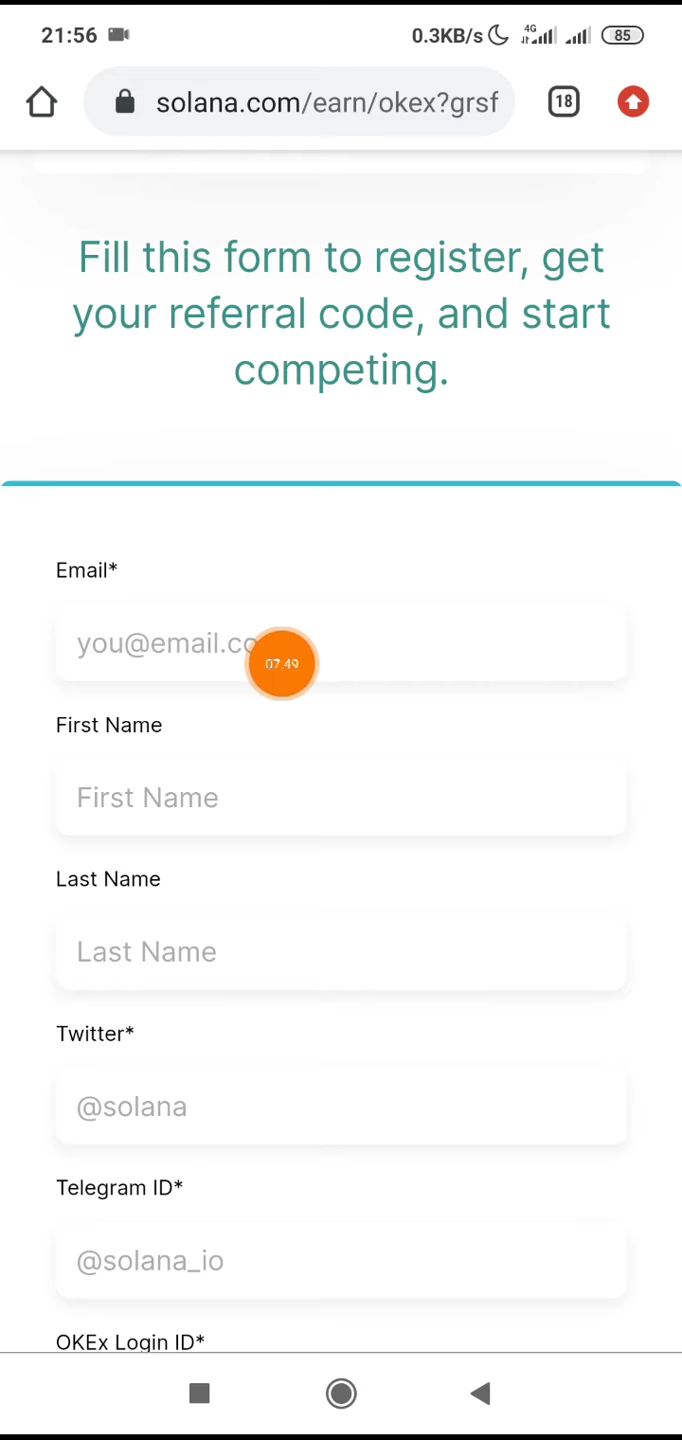 21:56 0.3KB/s 4G 85
solana.com/earn/okex?grsf 18
Fill this form to register, get
your referral code, and start
competing.
Email*
you@email.co
07:49
First Name
First Name
Last Name
Last Name
Twitter*
@solana
Telegram ID*
@solana_io
OKEx Login ID*